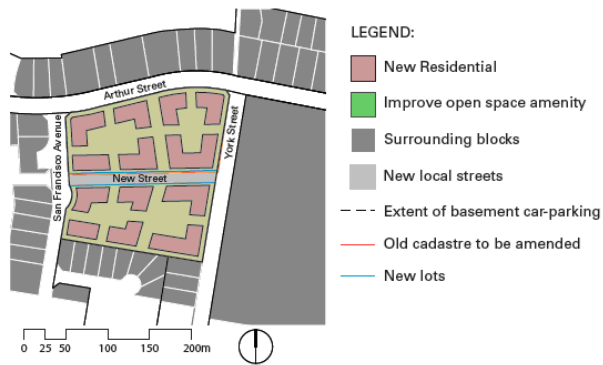 Arthur Street
San Francisco Avenue
York Street
New Street
0 25 50 100 150 200m
LEGEND:
New Residential
Improve open space amenity
Surrounding blocks
New local streets
Extent of basement car-parking
Old cadastre to be amended
New lots